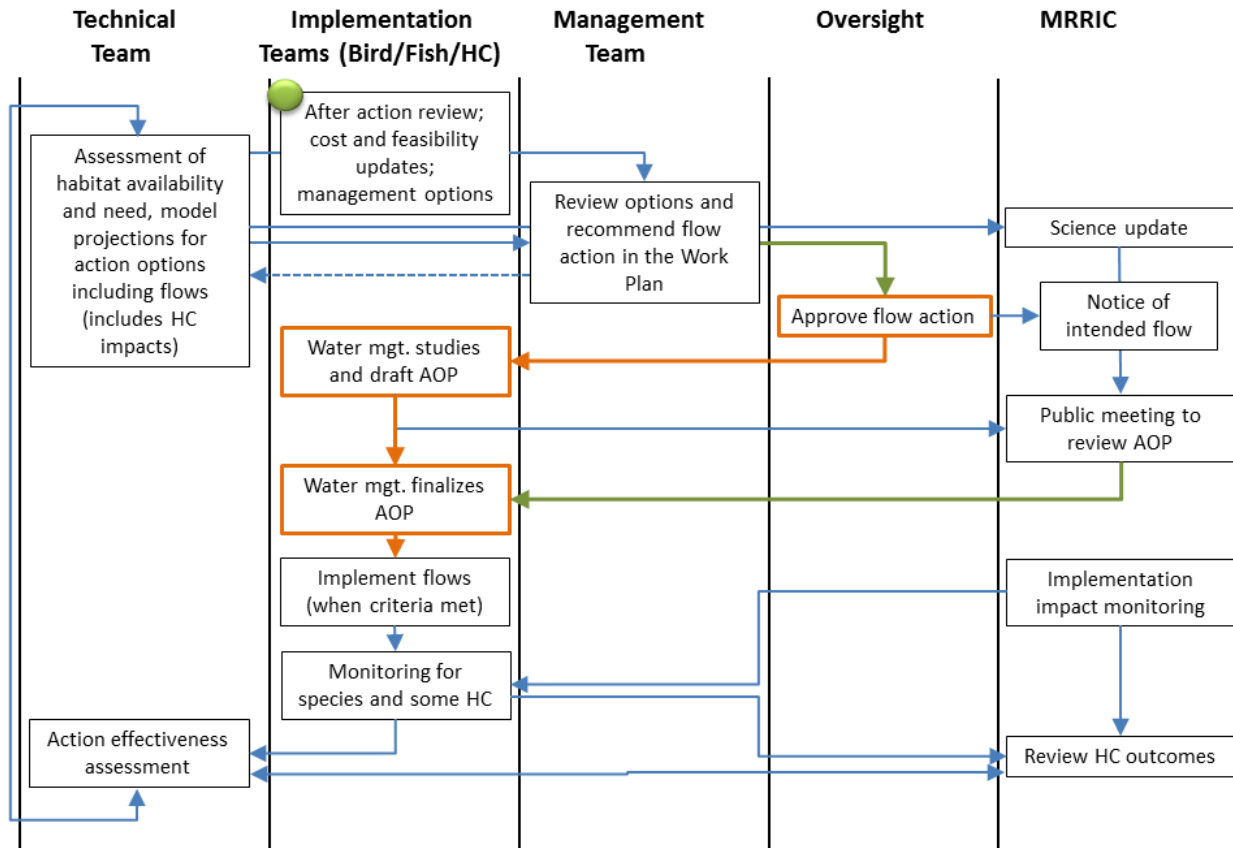 Technical
Team
Implementation
Teams (Bird/Fish/HC)
Management
Team
Oversight
MRRIC
After action review;
cost and feasibility
updates;
management options
Assessment of
habitat availability
and need, model
projections for
action options
including flows
(includes HC
impacts)
Review options and
recommend flow
action in the Work
Plan
Science update
Approve flow action
Notice of
intended flow
Water mgt. studies
and draft AOP
Public meeting to
review AOP
Water mgt. finalizes
AOP
Implement flows
(when criteria met)
Implementation
impact monitoring
Monitoring for
species and some HC
Action effectiveness
assessment
Review HC outcomes